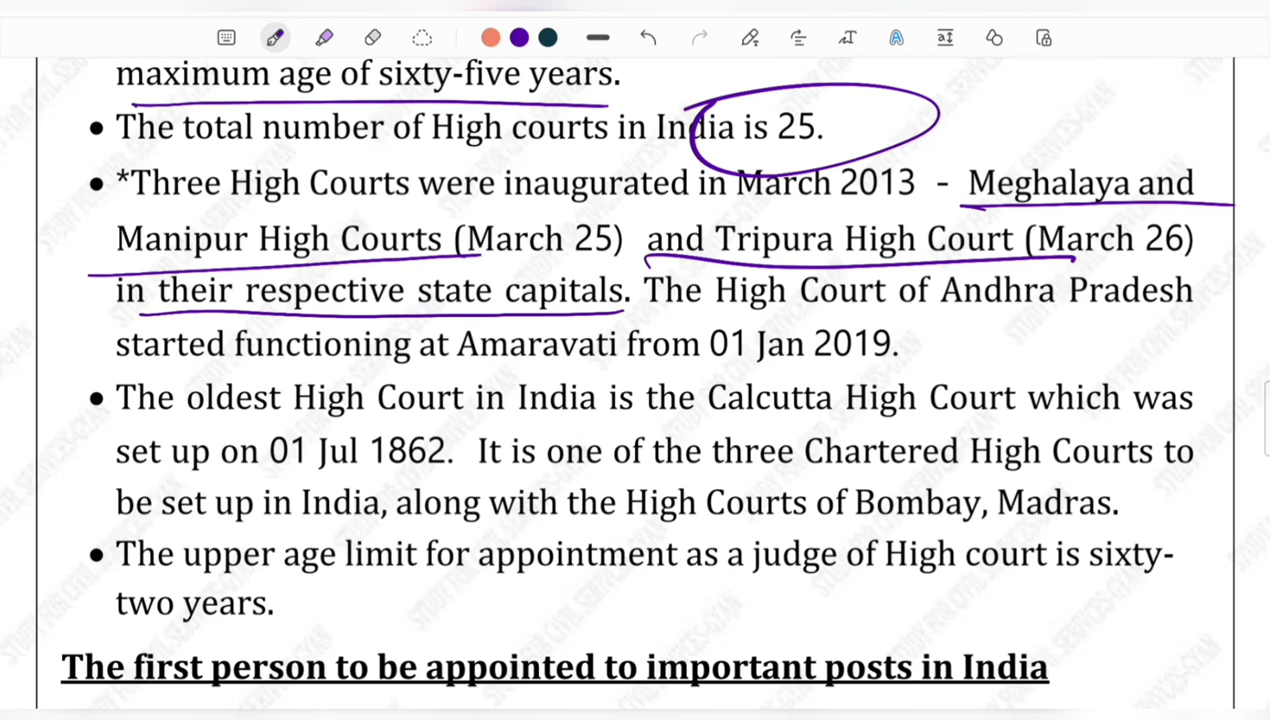 maximum age of sixty-five years.
• The total number of High courts in India is 25.
• *Three High Courts were inaugurated in March 2013 - Meghalaya and
Manipur High Courts (March 25) and Tripura High Court (March 26)
in their respective state capitals. The High Court of Andhra Pradesh
started functioning at Amaravati from 01 Jan 2019.
• The oldest High Court in India is the Calcutta High Court which was
set up on 01 Jul 1862. It is one of the three Chartered High Courts to
be set up in India, along with the High Courts of Bombay, Madras.
• The upper age limit for appointment as a judge of High court is sixty-
two years.
The first person to be appointed to important posts in India